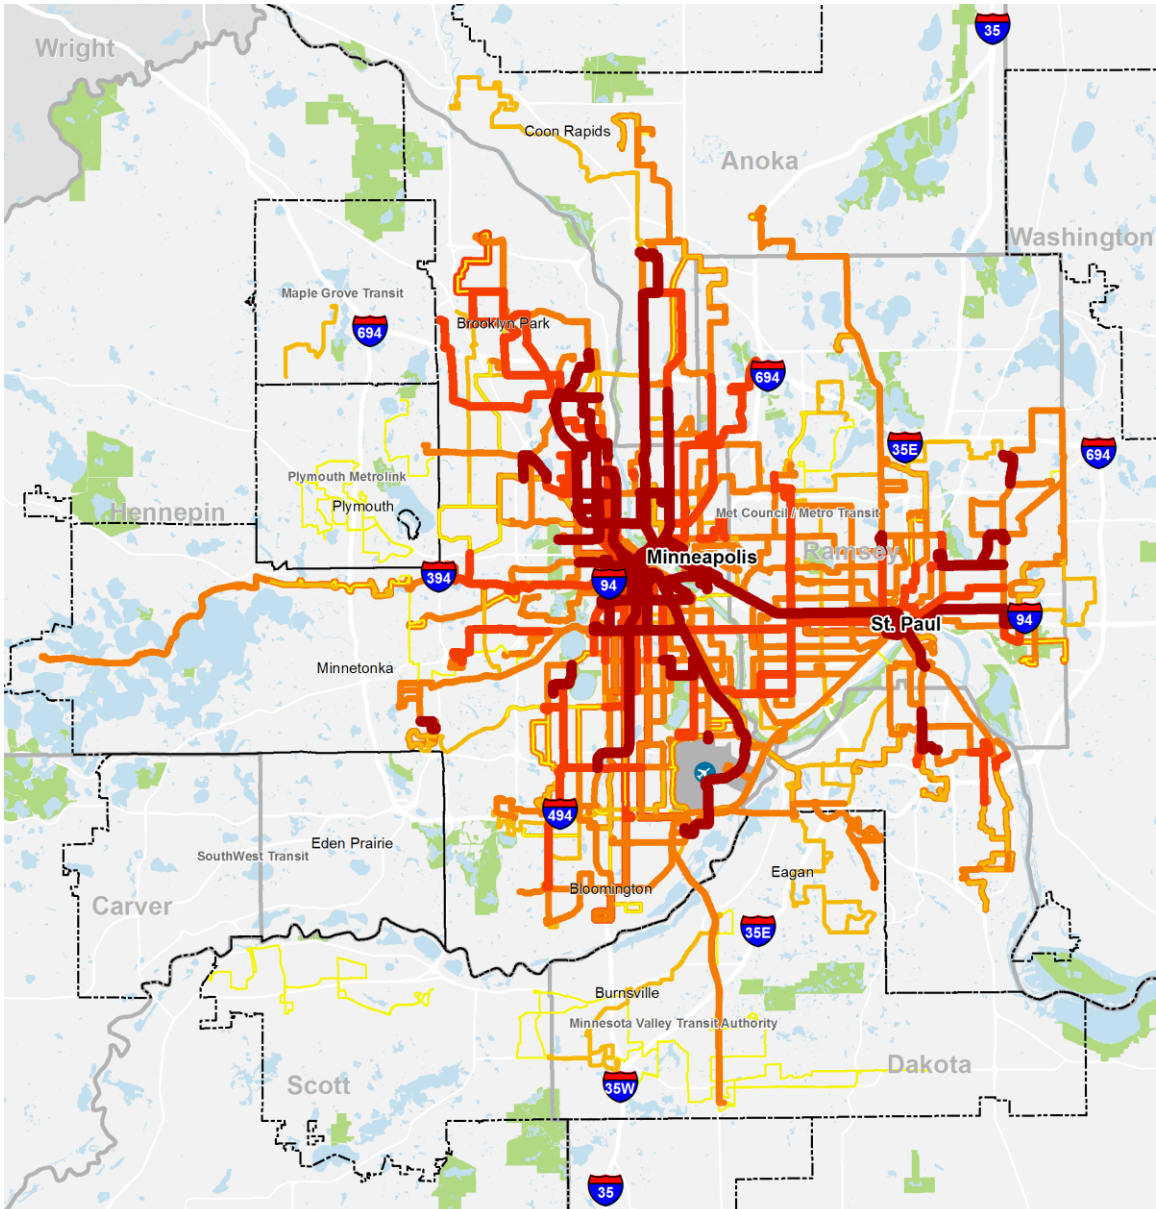 35
Wright
Coon Rapids
Anoka
Washington
Maple Grove Transit
694
Brooklyn Park
694
35E
694
Plymouth Metrolink
Plymouth
Hennepin
Met Council / Metro Transit
Ramsey
Minneapolis
394
94
94
St. Paul
Minnetonka
494
Eden Prairie
SouthWest Transit
Eagan
Bloomington
Carver
35E
Burnsville
Minnesota Valley Transit Authority
Dakota
Scott
35W
35